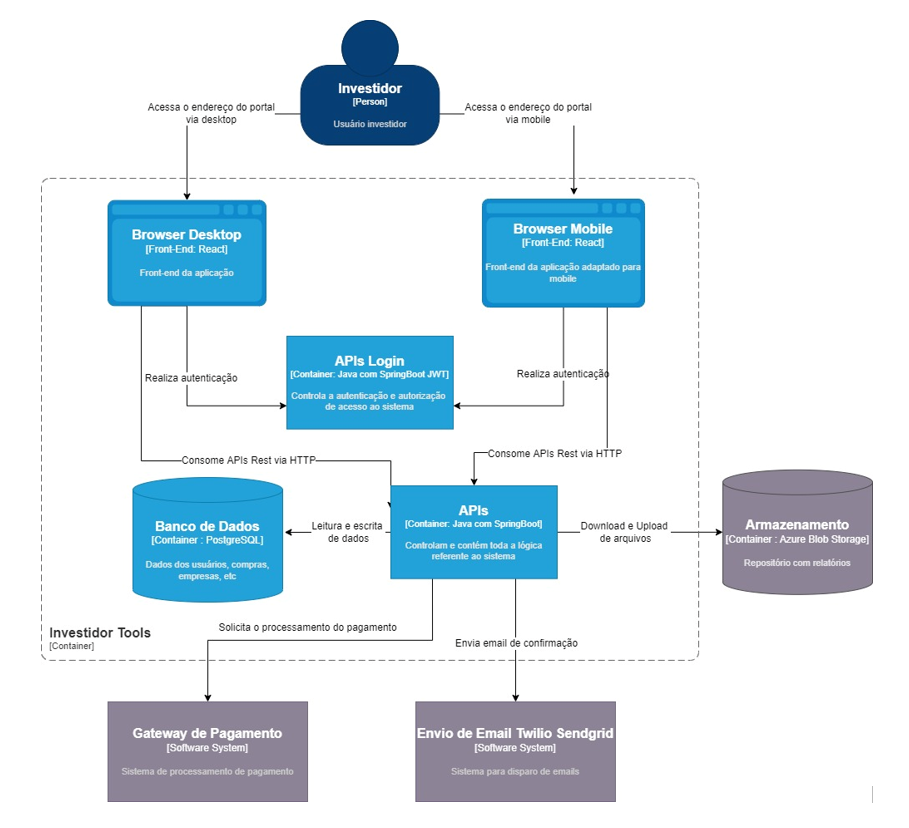 Investidor
[Person]
Usuário investidor
Acesa o endereço do portal
via desktop
Acesa o endereço do portal
via mobile
Browser Desktop
[Front-End: React]
Front-end da aplicação
Browser Mobile
[Front-End: React]
Front-end da aplicação adaptado para
mobile
APIs Login
[Container: Java com SpringBoot JWT]
Controla a autenticação e autorização
de acesso ao sistema
Realiza autenticação
Realiza autenticação
Consome APIs Rest via HTTP
Consome APIs Rest via HTTP
Banco de Dados
[Container : PostgreSQL]
Dados dos usuários, compras,
empresas, etc
Leitura e escrita
de dados
APIs
[Container: Java com SpringBoot]
Controlam e contém toda a lógica
referente ao sistema
Download e Upload
de arquivos
Armazenamento
[Container : Azure Blob Storage]
Repositório com relatórios
Investidor Tools
[Container]
Solicita o processamento do pagamento
Envia email de confirmação
Gateway de Pagamento
[Software System]
Sistema de processamento de pagamento
Envio de Email Twilio Sendgrid
[Software System]
Sistema para disparo de emails